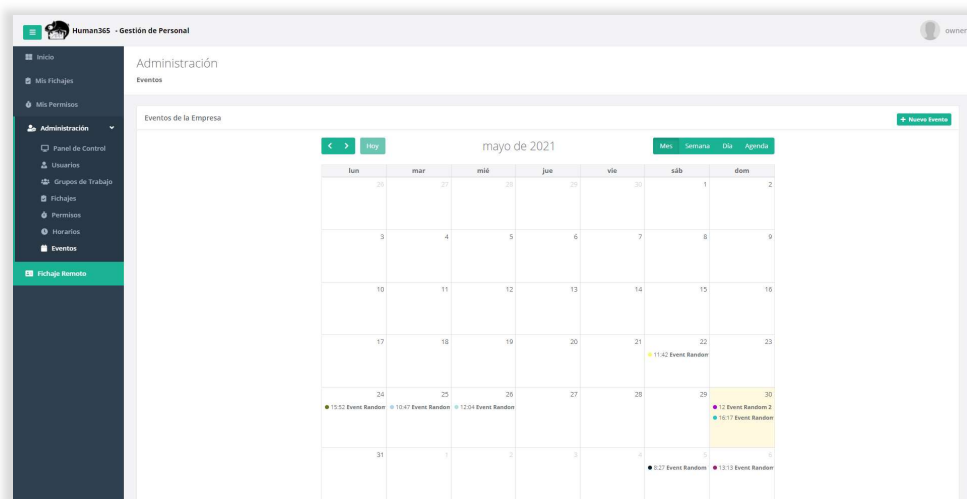 Human365 - Gestión de Personal
owner
Inicio
Mis Fichajes
Mis Permisos
Administración
Panel de Control
Usuarios
Grupos de Trabajo
Fichajes
Permisos
Horarios
Eventos
Fichaje Remoto
Administración
Eventos
Eventos de la Empresa
+ Nuevo Evento
< > Hoy
mayo de 2021
Mes Semana Día Agenda
lun mar mié jue vie sáb dom
26 27 28 29 30 1 2
3 4 5 6 7 8 9
10 11 12 13 14 15 16
17 18 19 20 21 22 23
11:42 Event Random
24 25 26 27 28 29 30
15:52 Event Random 10:47 Event Random 12:04 Event Random 12 Event Random 2
16:17 Event Random
31 1 2 3 4 5 6
8:27 Event Random 13:13 Event Random